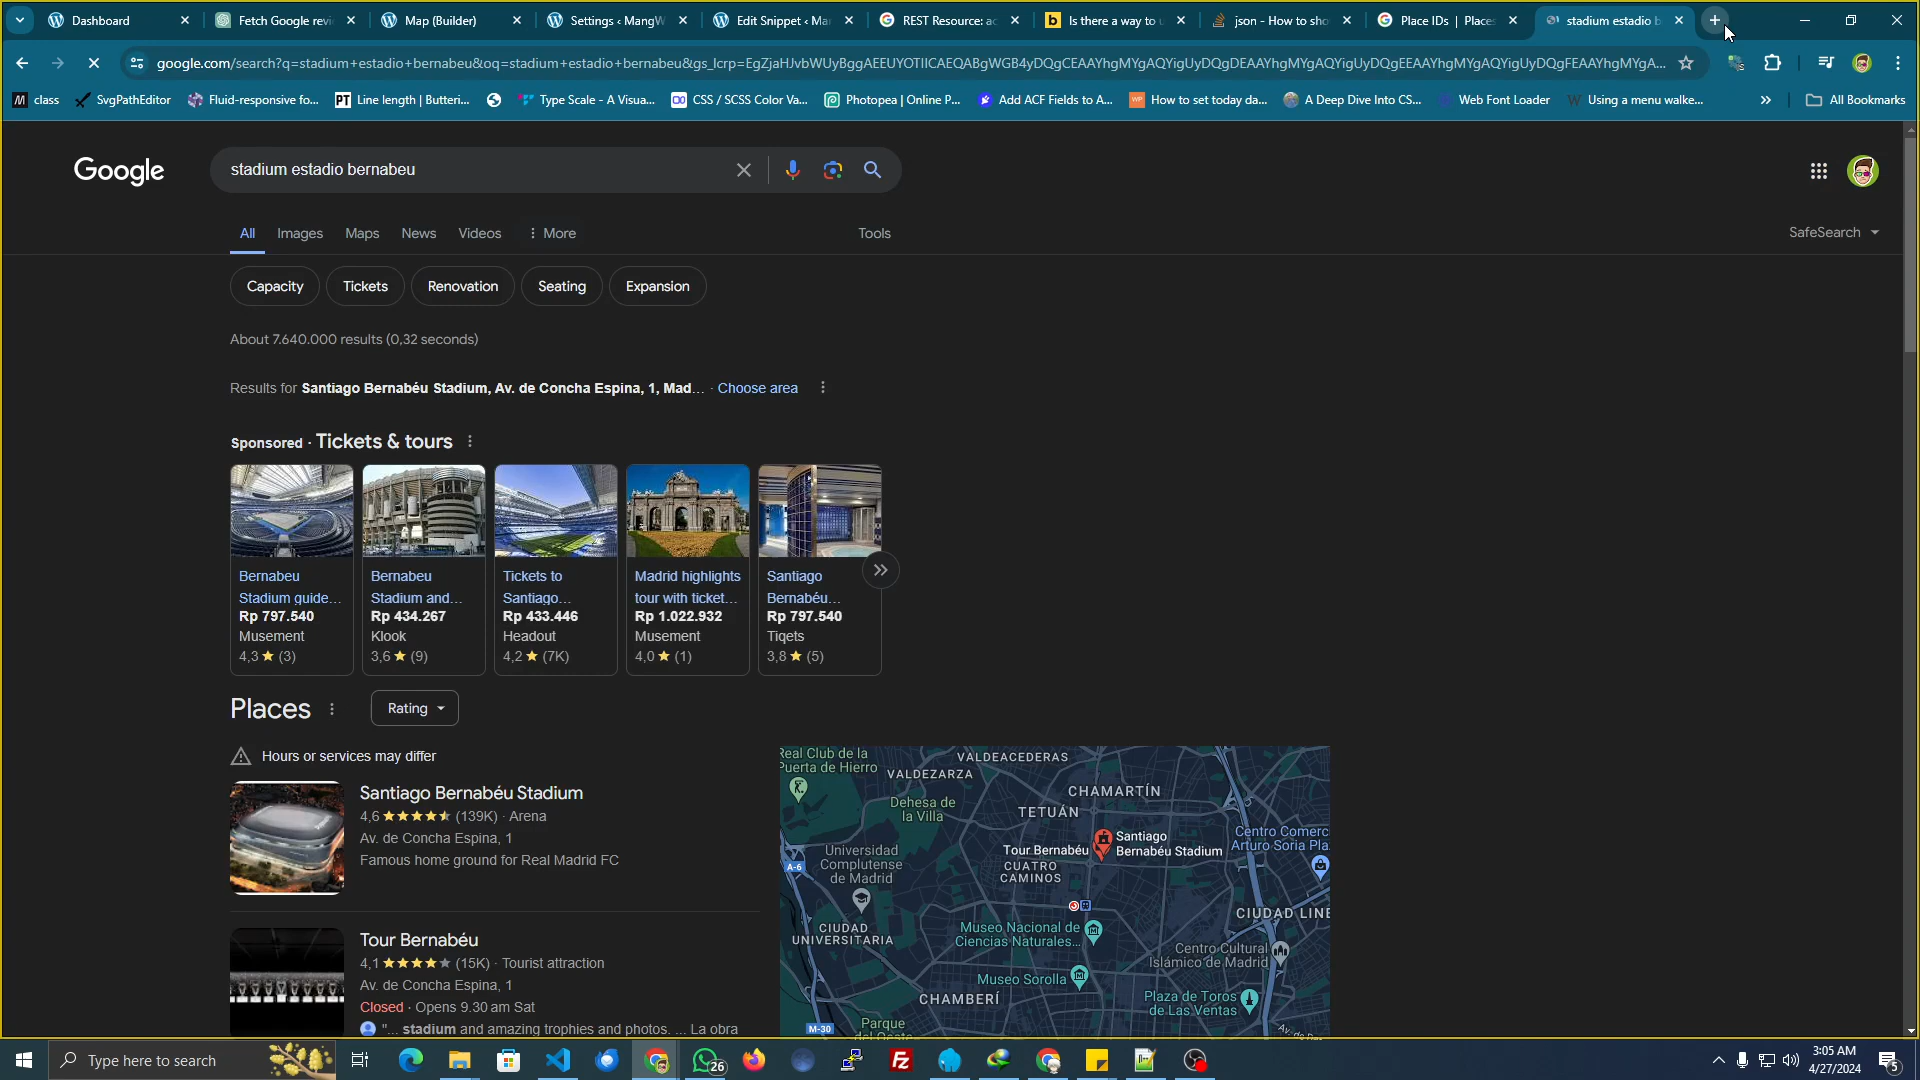 Dashboard
Fetch Google revi
Map (Builder)
Settings ‹ MangW
Edit Snippet ‹ Ma
REST Resource: ac
Is there a way to u
json - How to sho
Place IDs | Places
stadium estadio b
google.com/search?q=stadium+estadio+bernabeu&oq=stadium+estadio+bernabeu&gs_lcrp=EgZjaHJvbWUyBggAEEUYOTIICAEQABgWGB4yDQgCEAAYhgMYgAQYigUyDQgDEAAYhgMYgAQYigUyDQgEEAAYhgMYgAQYigUyDQgFEAAYhgMYgA...
class
SvgPathEditor
Fluid-responsive fo...
Line length | Butteri...
Type Scale - A Visua...
CSS / SCSS Color Va...
Photopea | Online P...
Add ACF Fields to A...
How to set today da...
A Deep Dive Into CS...
Web Font Loader
Using a menu walke...
All Bookmarks
Google
stadium estadio bernabeu
All
Images
Maps
News
Videos
More
Tools
SafeSearch
Capacity
Tickets
Renovation
Seating
Expansion
About 7.640.000 results (0,32 seconds)
Results for Santiago Bernabéu Stadium, Av. de Concha Espina, 1, Mad... · Choose area
Sponsored · Tickets & tours
Bernabeu
Stadium guide...
Rp 797.540
Musement
4,3 ★ (3)
Bernabeu
Stadium and...
Rp 434.267
Klook
3,6 ★ (9)
Tickets to
Santiago...
Rp 433.446
Headout
4,2 ★ (7K)
Madrid highlights
tour with ticket...
Rp 1.022.932
Musement
4,0 ★ (1)
Santiago
Bernabéu...
Rp 797.540
Tiqets
3,8 ★ (5)
Places
Rating
Hours or services may differ
Santiago Bernabéu Stadium
4,6 ★★★★★ (139K) · Arena
Av. de Concha Espina, 1
Famous home ground for Real Madrid FC
Tour Bernabéu
4,1 ★★★★★ (15K) · Tourist attraction
Av. de Concha Espina, 1
Closed · Opens 9.30 am Sat
"... stadium and amazing trophies and photos. ... La obra
Real Club de la
Puerta de Hierro
VALDEACEDERAS
VALDEZARZA
CHAMARTÍN
Dehesa de
la Villa
TETUÁN
Centro Comerc
Arturo Soria Pla
Santiago
Bernabéu Stadium
Tour Bernabéu
Universidad
Complutense
de Madrid
A-6
CUATRO
CAMINOS
CIUDAD LINE
CIUDAD
UNIVERSITARIA
Museo Nacional de
Ciencias Naturales...
Centro Cultural
Islámico de Madrid
Museo Sorolla
CHAMBERÍ
Plaza de Toros
de Las Ventas
M-30
Parque
del Oeste
Type here to search
26
3:05 AM
4/27/2024
5